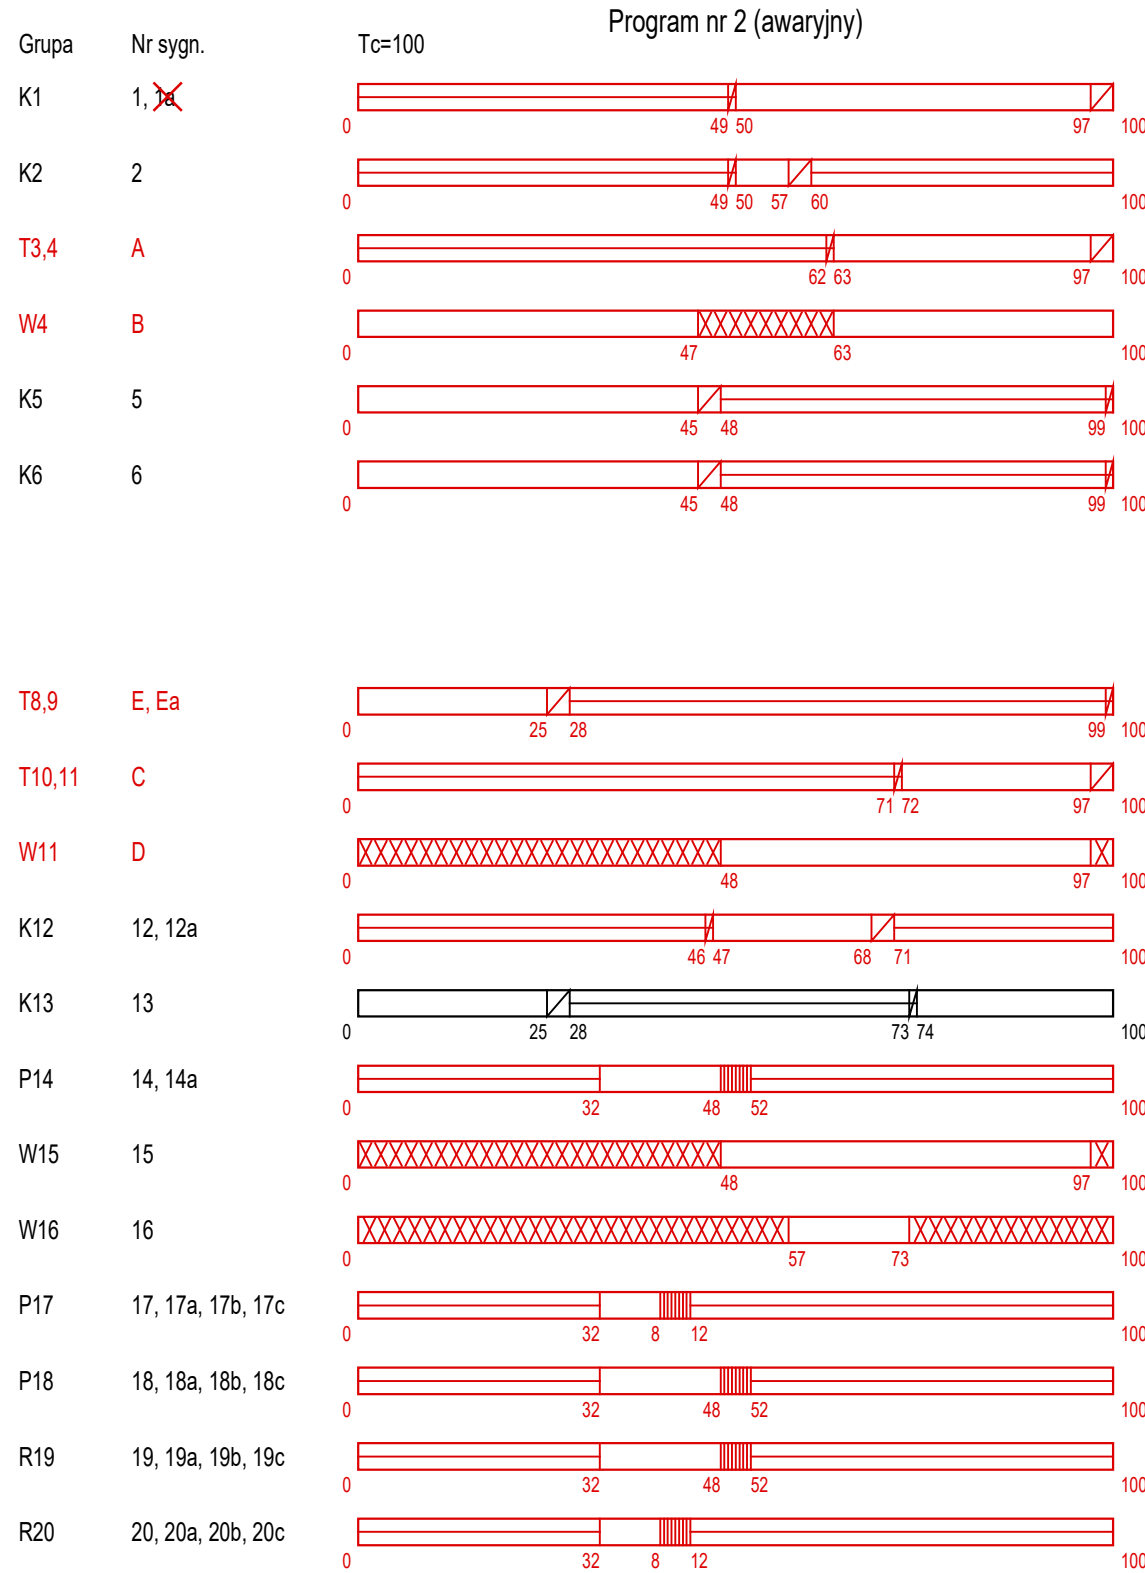 Program nr 2 (awaryjny)
Grupa Nr sygn. Tc=100
K1 1, 1a
0 49 50 97 100
K2 2
0 49 50 57 60 100
T3,4 A
0 62 63 97 100
W4 B
0 47 63 100
K5 5
0 45 48 99 100
K6 6
0 45 48 99 100
T8,9 E, Ea
0 25 28 99 100
T10,11 C
0 71 72 97 100
W11 D
0 48 97 100
K12 12, 12a
0 46 47 68 71 100
K13 13
0 25 28 73 74 100
P14 14, 14a
0 32 48 52 100
W15 15
0 48 97 100
W16 16
0 57 73 100
P17 17, 17a, 17b, 17c
0 32 8 12 100
P18 18, 18a, 18b, 18c
0 32 48 52 100
R19 19, 19a, 19b, 19c
0 32 48 52 100
R20 20, 20a, 20b, 20c
0 32 8 12 100